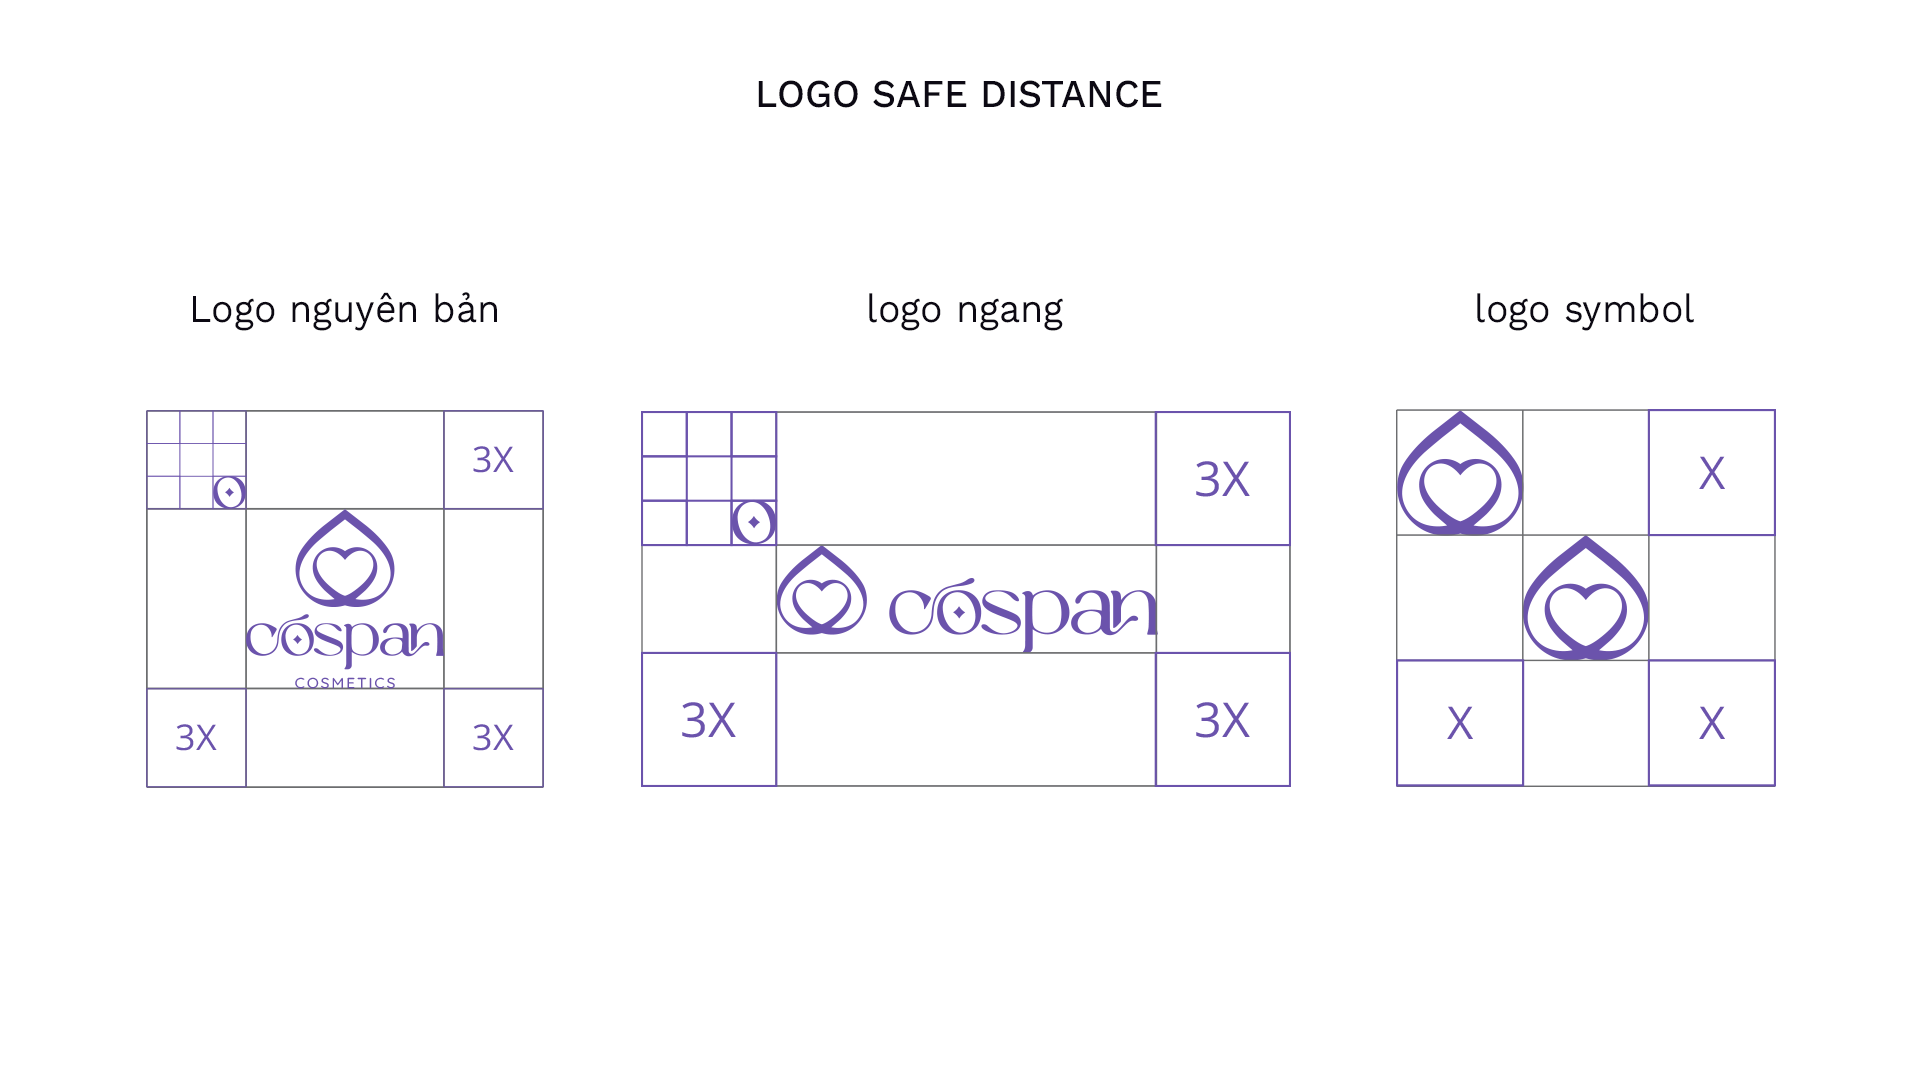 LOGO SAFE DISTANCE
Logo nguyên bản
logo ngang
logo symbol
3X
cóspan
COSMETICS
3X
3X
3X
cóspan
3X
3X
X
X
X